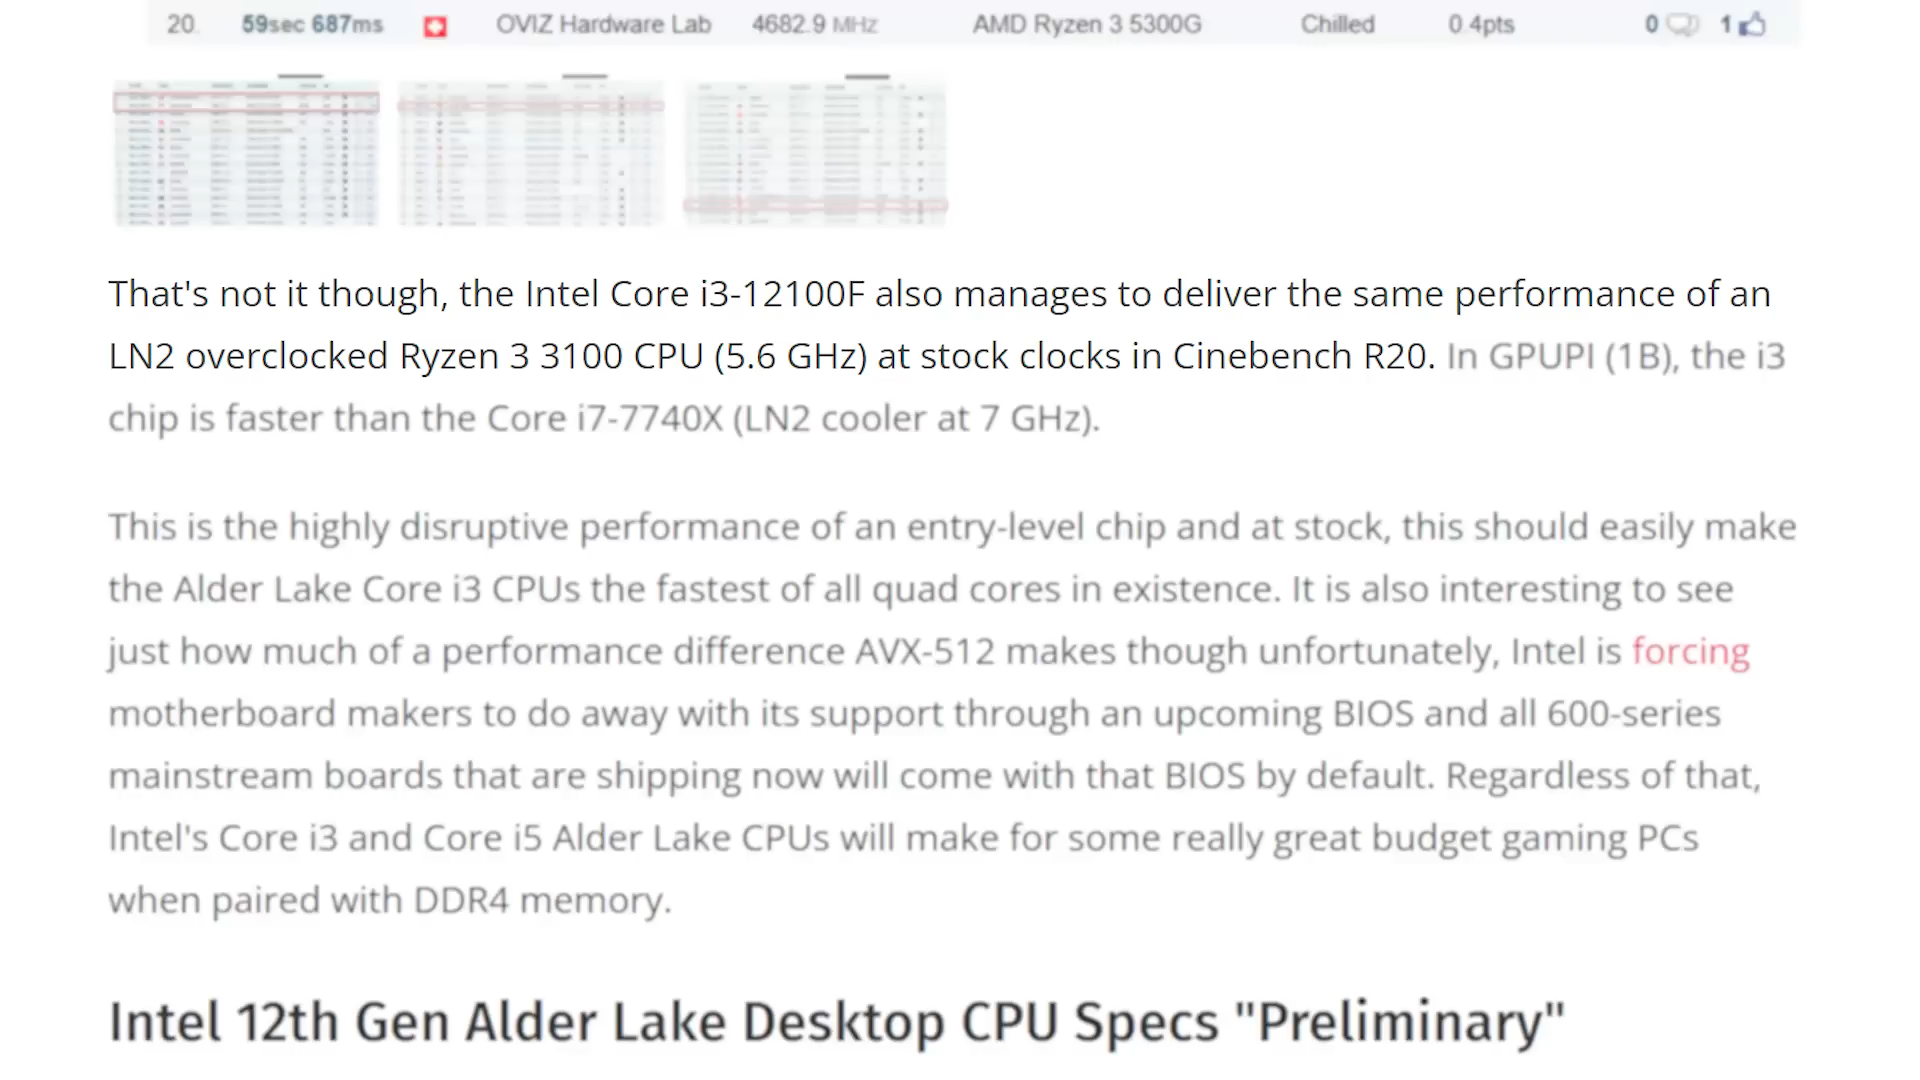 20. 59sec 687ms OVIZ Hardware Lab 4682.9 MHz AMD Ryzen 3 5300G Chilled 0.4pts 0 1
That's not it though, the Intel Core i3-12100F also manages to deliver the same performance of an
LN2 overclocked Ryzen 3 3100 CPU (5.6 GHz) at stock clocks in Cinebench R20. In GPUPI (1B), the i3
chip is faster than the Core i7-7740X (LN2 cooler at 7 GHz).
This is the highly disruptive performance of an entry-level chip and at stock, this should easily make
the Alder Lake Core i3 CPUs the fastest of all quad cores in existence. It is also interesting to see
just how much of a performance difference AVX-512 makes though unfortunately, Intel is forcing
motherboard makers to do away with its support through an upcoming BIOS and all 600-series
mainstream boards that are shipping now will come with that BIOS by default. Regardless of that,
Intel's Core i3 and Core i5 Alder Lake CPUs will make for some really great budget gaming PCs
when paired with DDR4 memory.
Intel 12th Gen Alder Lake Desktop CPU Specs "Preliminary"